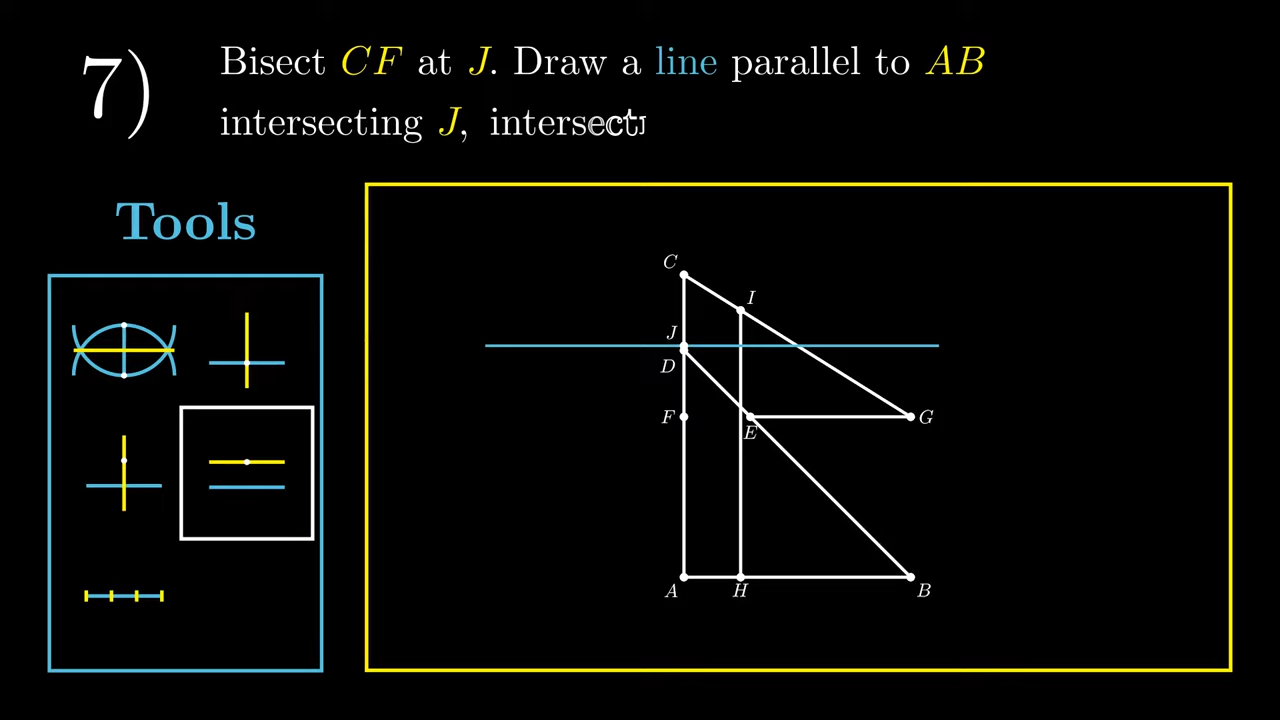 7)
Bisect CF at J. Draw a line parallel to AB
intersecting J,
Tools
C
I
J
D
F
E
G
A
H
B